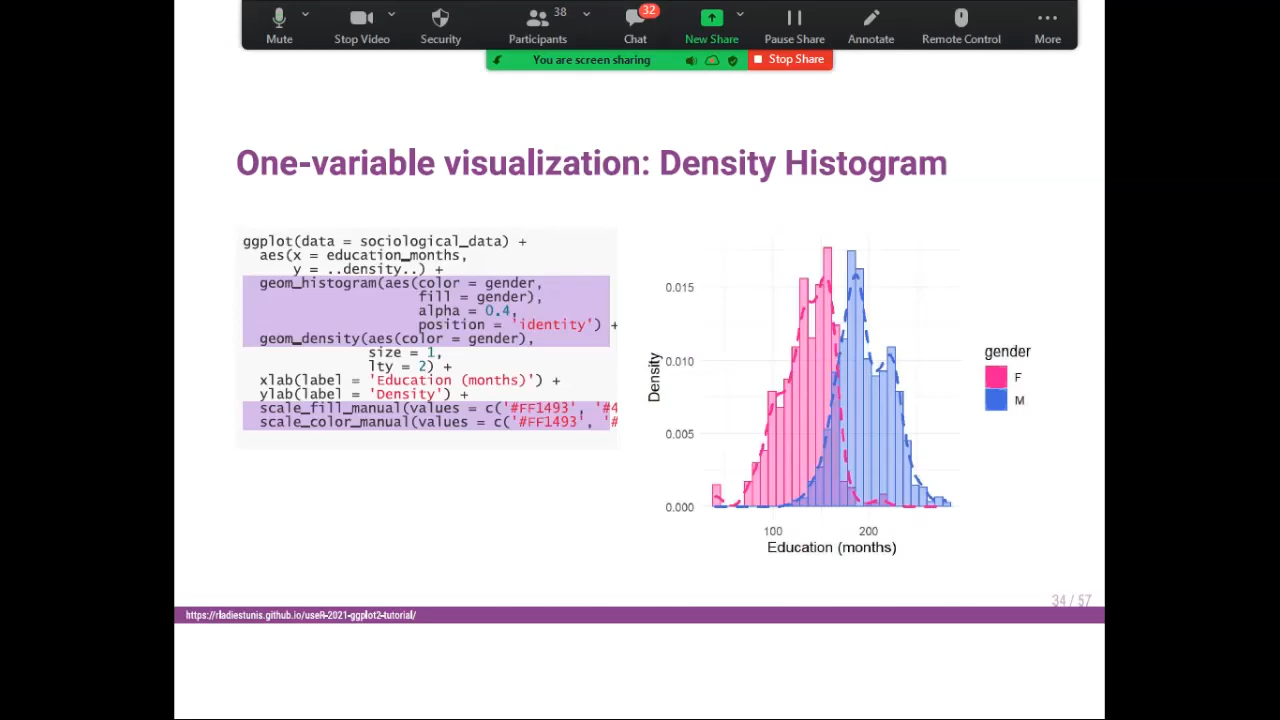 38
32
Mute
Stop Video
Security
Participants
Chat
New Share
Pause Share
Annotate
Remote Control
More
You are screen sharing
Stop Share
One-variable visualization: Density Histogram
ggplot(data = sociological_data) +
aes(x = education_months,
y = ..density..) +
geom_histogram(aes(color = gender,
fill = gender),
alpha = 0.4,
position = 'identity') +
geom_density(aes(color = gender),
size = 1,
lty = 2) +
xlab(label = 'Education (months)') +
ylab(label = 'Density') +
scale_fill_manual(values = c('#FF1493', '#4
scale_color_manual(values = c('#FF1493', '#
Density
0.015
0.010
0.005
0.000
100
200
Education (months)
gender
F
M
34 / 57
https://rladiestunis.github.io/useR-2021-ggplot2-tutorial/